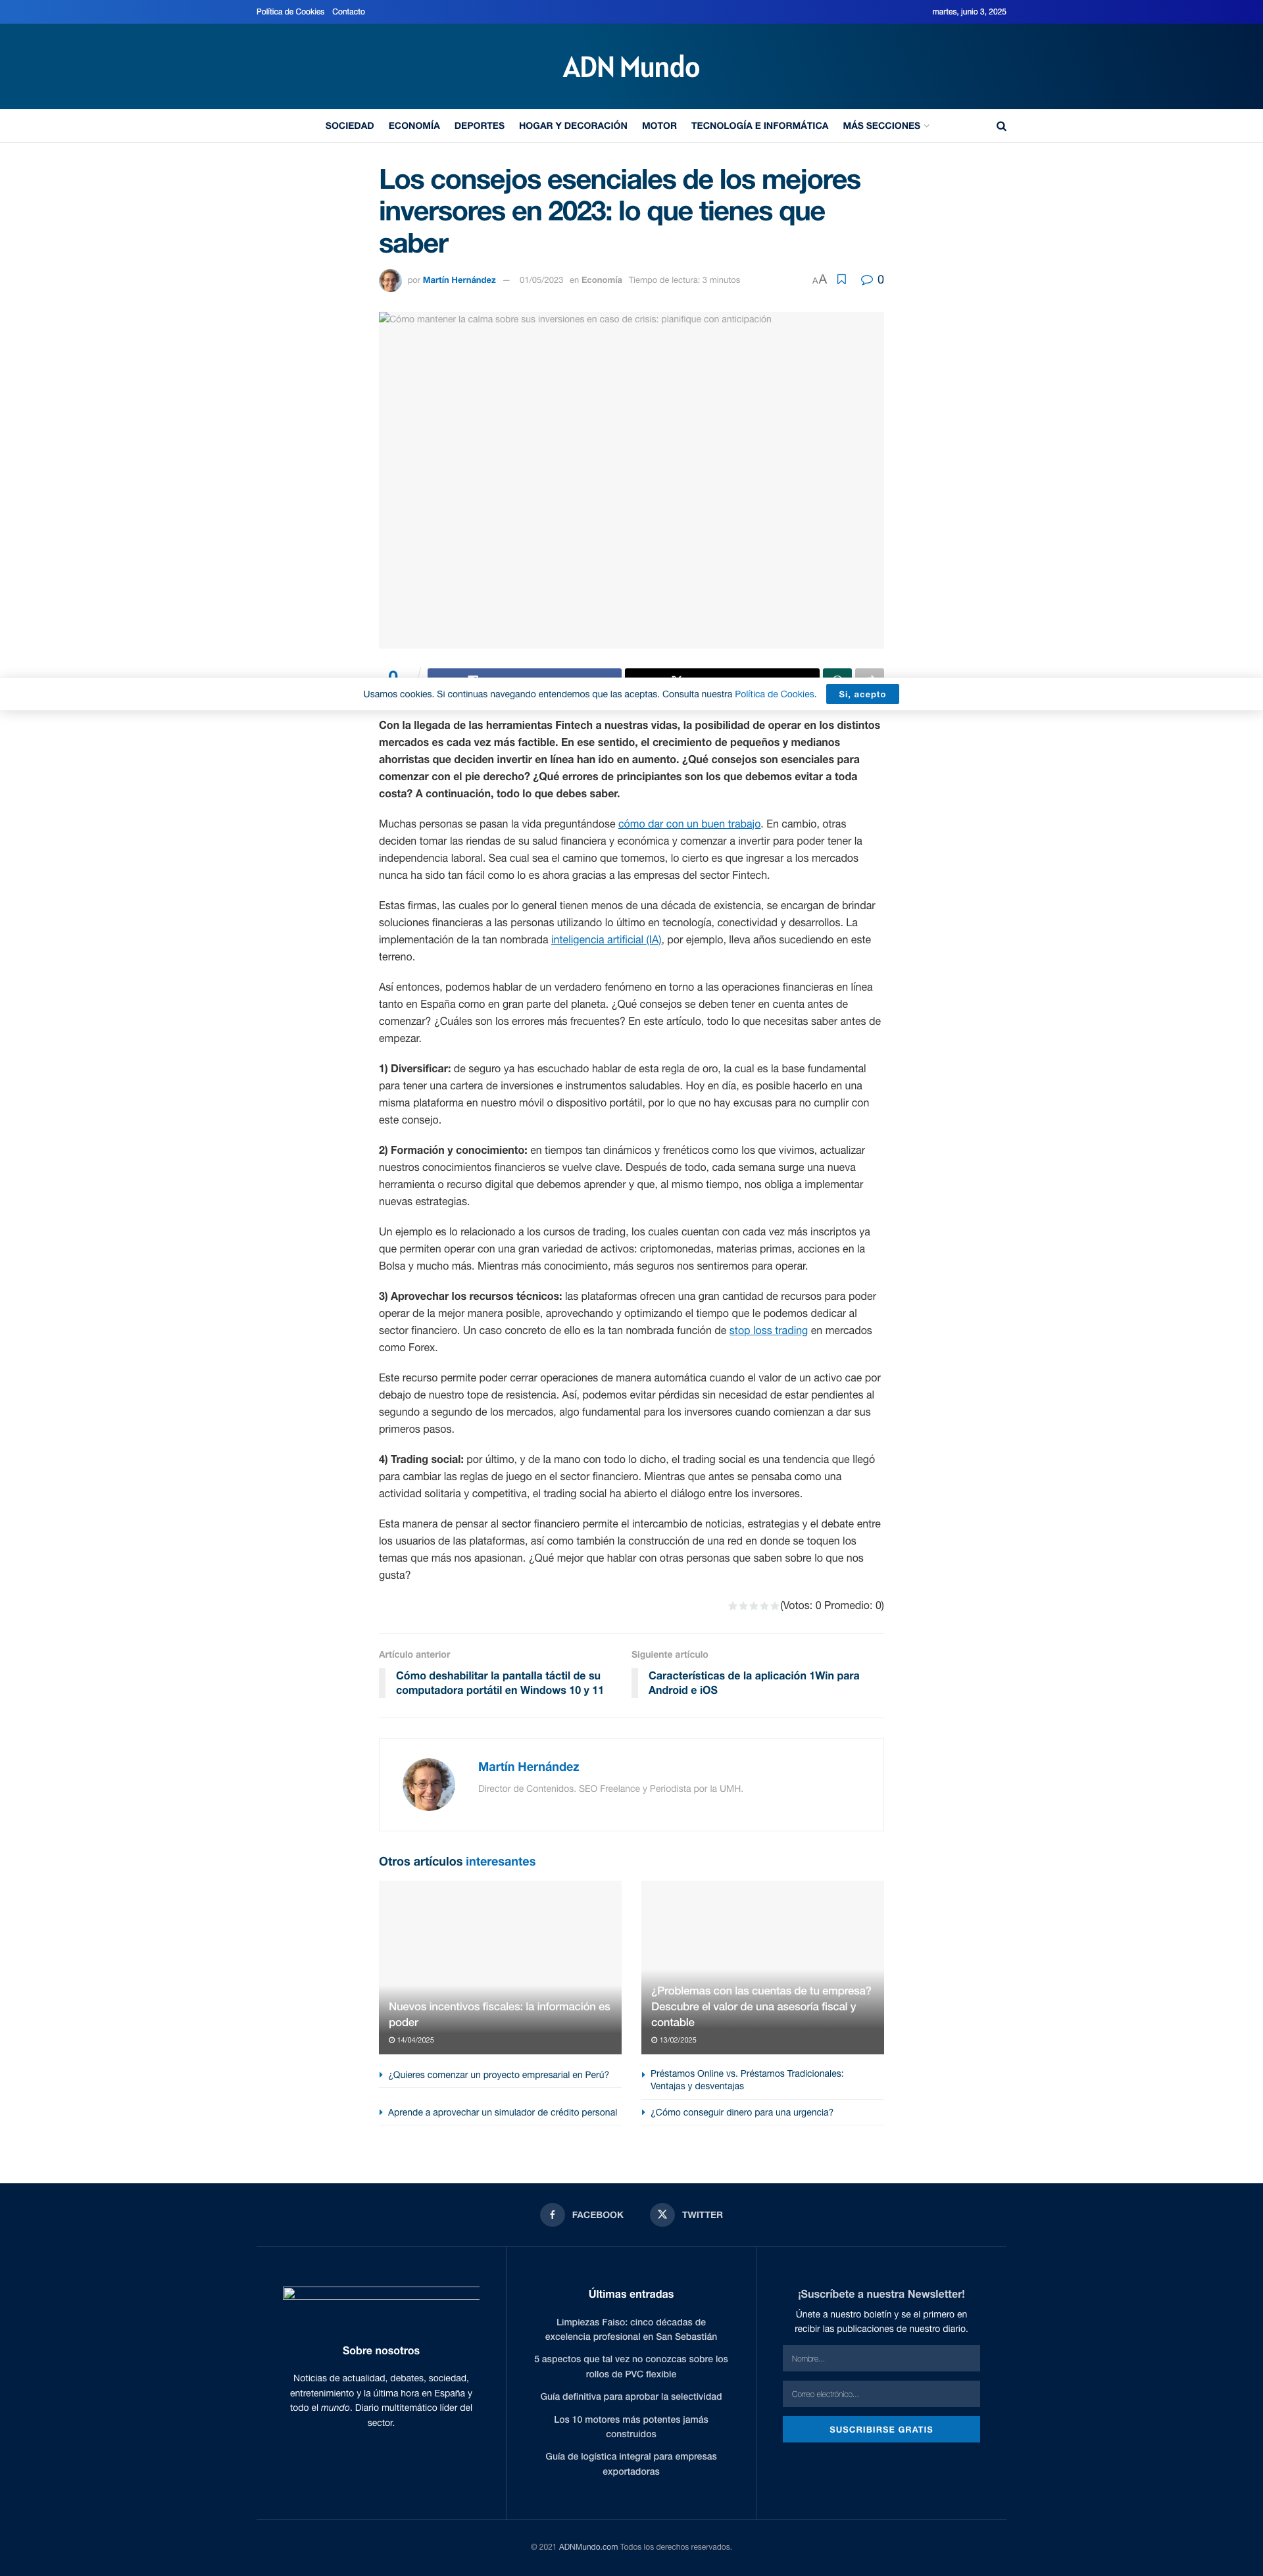 Política de Cookies Contacto
martes, junio 3, 2025
ADN Mundo
SOCIEDAD ECONOMÍA DEPORTES HOGAR Y DECORACIÓN MOTOR TECNOLOGÍA E INFORMÁTICA MÁS SECCIONES
Los consejos esenciales de los mejores
inversores en 2023: lo que tienes que
saber
por Martín Hernández — 01/05/2023 en Economía Tiempo de lectura: 3 minutos
AA 0
Cómo mantener la calma sobre sus inversiones en caso de crisis: planifique con anticipación
0
Usamos cookies. Si continuas navegando entendemos que las aceptas. Consulta nuestra Política de Cookies. Si, acepto
Con la llegada de las herramientas Fintech a nuestras vidas, la posibilidad de operar en los distintos
mercados es cada vez más factible. En ese sentido, el crecimiento de pequeños y medianos
ahorristas que deciden invertir en línea han ido en aumento. ¿Qué consejos son esenciales para
comenzar con el pie derecho? ¿Qué errores de principiantes son los que debemos evitar a toda
costa? A continuación, todo lo que debes saber.
Muchas personas se pasan la vida preguntándose cómo dar con un buen trabajo. En cambio, otras
deciden tomar las riendas de su salud financiera y económica y comenzar a invertir para poder tener la
independencia laboral. Sea cual sea el camino que tomemos, lo cierto es que ingresar a los mercados
nunca ha sido tan fácil como lo es ahora gracias a las empresas del sector Fintech.
Estas firmas, las cuales por lo general tienen menos de una década de existencia, se encargan de brindar
soluciones financieras a las personas utilizando lo último en tecnología, conectividad y desarrollos. La
implementación de la tan nombrada inteligencia artificial (IA), por ejemplo, lleva años sucediendo en este
terreno.
Así entonces, podemos hablar de un verdadero fenómeno en torno a las operaciones financieras en línea
tanto en España como en gran parte del planeta. ¿Qué consejos se deben tener en cuenta antes de
comenzar? ¿Cuáles son los errores más frecuentes? En este artículo, todo lo que necesitas saber antes de
empezar.
1) Diversificar: de seguro ya has escuchado hablar de esta regla de oro, la cual es la base fundamental
para tener una cartera de inversiones e instrumentos saludables. Hoy en día, es posible hacerlo en una
misma plataforma en nuestro móvil o dispositivo portátil, por lo que no hay excusas para no cumplir con
este consejo.
2) Formación y conocimiento: en tiempos tan dinámicos y frenéticos como los que vivimos, actualizar
nuestros conocimientos financieros se vuelve clave. Después de todo, cada semana surge una nueva
herramienta o recurso digital que debemos aprender y que, al mismo tiempo, nos obliga a implementar
nuevas estrategias.
Un ejemplo es lo relacionado a los cursos de trading, los cuales cuentan con cada vez más inscriptos ya
que permiten operar con una gran variedad de activos: criptomonedas, materias primas, acciones en la
Bolsa y mucho más. Mientras más conocimiento, más seguros nos sentiremos para operar.
3) Aprovechar los recursos técnicos: las plataformas ofrecen una gran cantidad de recursos para poder
operar de la mejor manera posible, aprovechando y optimizando el tiempo que le podemos dedicar al
sector financiero. Un caso concreto de ello es la tan nombrada función de stop loss trading en mercados
como Forex.
Este recurso permite poder cerrar operaciones de manera automática cuando el valor de un activo cae por
debajo de nuestro tope de resistencia. Así, podemos evitar pérdidas sin necesidad de estar pendientes al
segundo a segundo de los mercados, algo fundamental para los inversores cuando comienzan a dar sus
primeros pasos.
4) Trading social: por último, y de la mano con todo lo dicho, el trading social es una tendencia que llegó
para cambiar las reglas de juego en el sector financiero. Mientras que antes se pensaba como una
actividad solitaria y competitiva, el trading social ha abierto el diálogo entre los inversores.
Esta manera de pensar al sector financiero permite el intercambio de noticias, estrategias y el debate entre
los usuarios de las plataformas, así como también la construcción de una red en donde se toquen los
temas que más nos apasionan. ¿Qué mejor que hablar con otras personas que saben sobre lo que nos
gusta?
(Votos: 0 Promedio: 0)
Artículo anterior
Cómo deshabilitar la pantalla táctil de su
computadora portátil en Windows 10 y 11
Siguiente artículo
Características de la aplicación 1Win para
Android e iOS
Martín Hernández
Director de Contenidos. SEO Freelance y Periodista por la UMH.
Otros artículos interesantes
Nuevos incentivos fiscales: la información es
poder
14/04/2025
¿Problemas con las cuentas de tu empresa?
Descubre el valor de una asesoría fiscal y
contable
13/02/2025
¿Quieres comenzar un proyecto empresarial en Perú?
Préstamos Online vs. Préstamos Tradicionales:
Ventajas y desventajas
Aprende a aprovechar un simulador de crédito personal
¿Cómo conseguir dinero para una urgencia?
FACEBOOK TWITTER
Sobre nosotros
Noticias de actualidad, debates, sociedad,
entretenimiento y la última hora en España y
todo el mundo. Diario multitemático líder del
sector.
Últimas entradas
Limpiezas Faiso: cinco décadas de
excelencia profesional en San Sebastián
5 aspectos que tal vez no conozcas sobre los
rollos de PVC flexible
Guía definitiva para aprobar la selectividad
Los 10 motores más potentes jamás
construidos
Guía de logística integral para empresas
exportadoras
¡Suscríbete a nuestra Newsletter!
Únete a nuestro boletín y se el primero en
recibir las publicaciones de nuestro diario.
Nombre...
Correo electrónico...
SUSCRIBIRSE GRATIS
© 2021 ADNMundo.com Todos los derechos reservados.